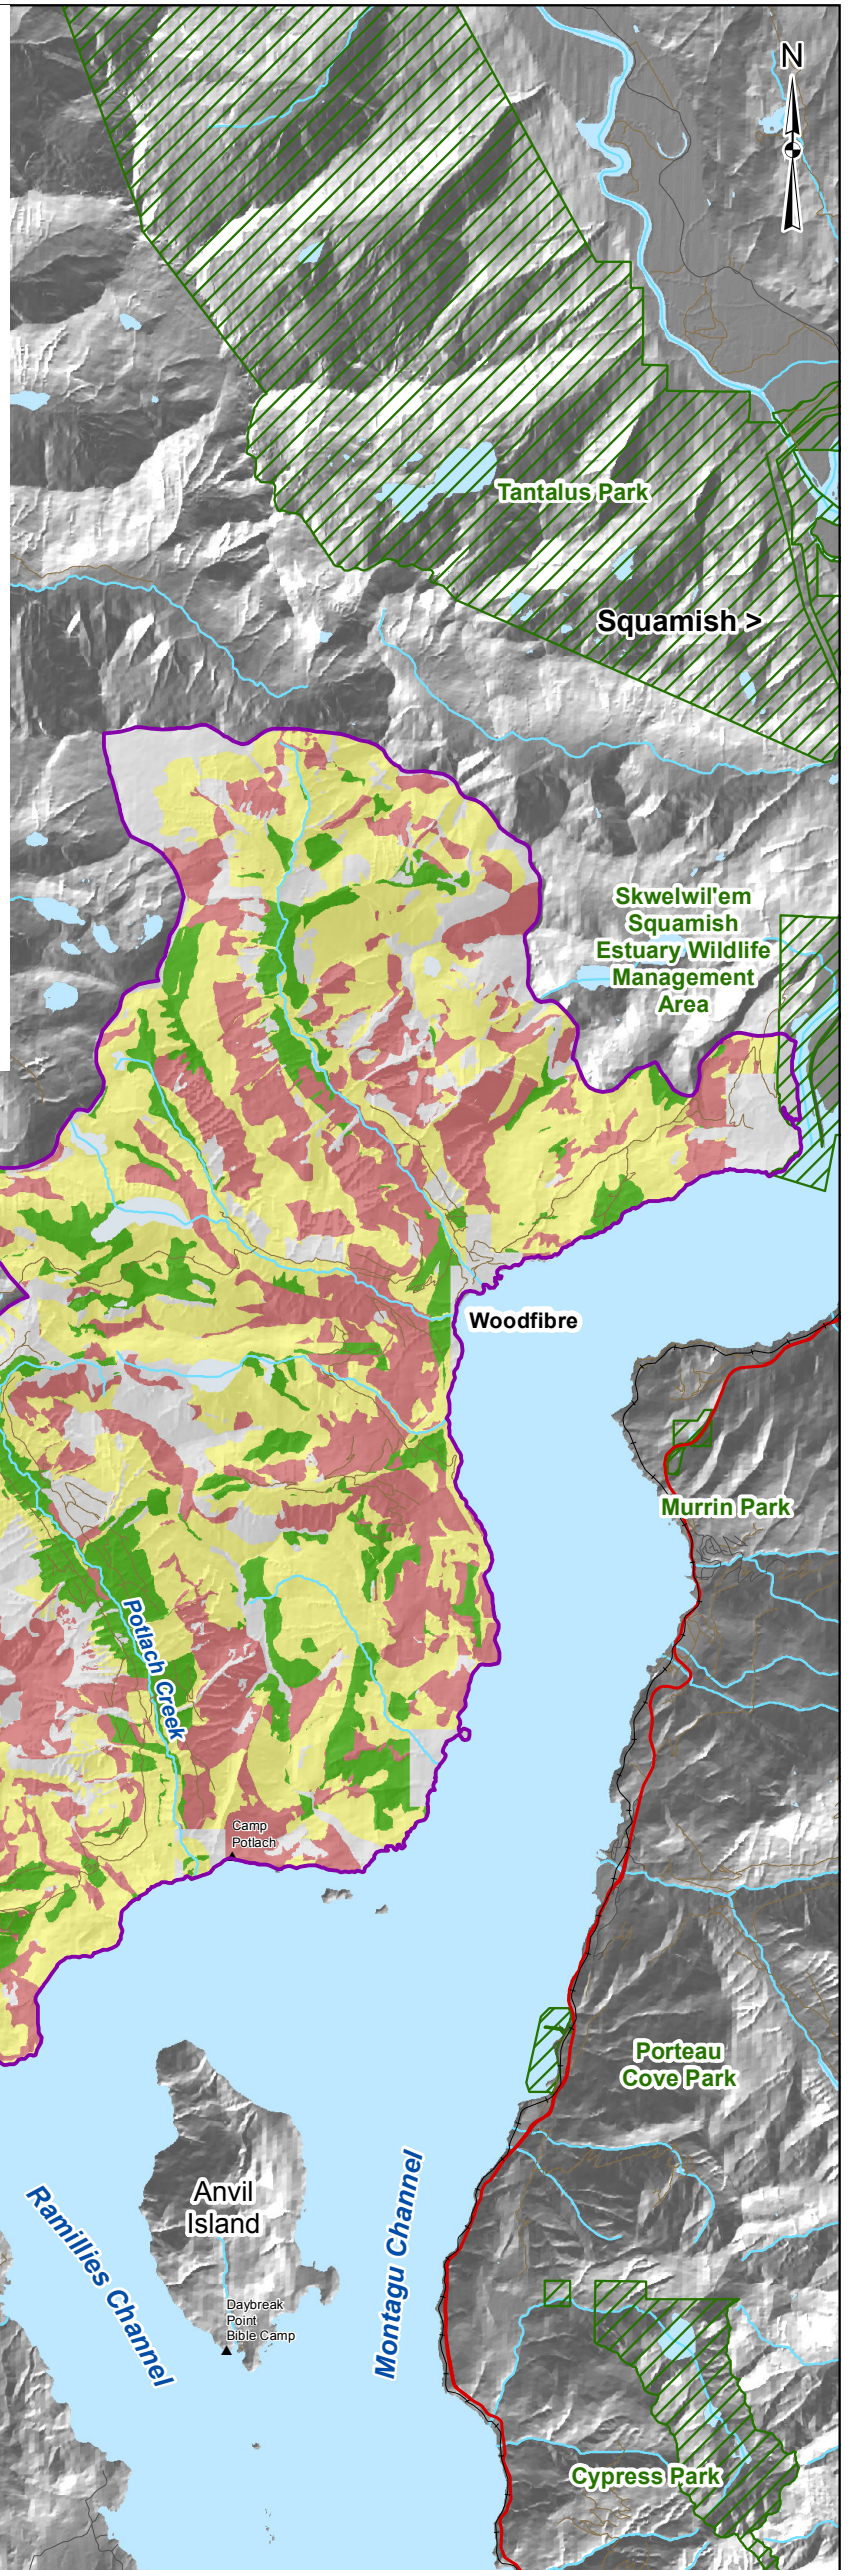 N
Tantalus Park
Squamish >
Skwelwil'em
Squamish
Estuary Wildlife
Management
Area
Woodfibre
Murrin Park
Potlach Creek
Camp
Potlach
Porteau
Cove Park
Anvil
Island
Ramillies Channel
Montagu Channel
Daybreak
Point
Bible Camp
Cypress Park